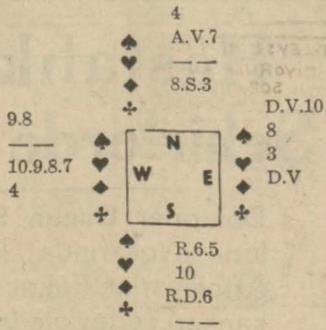 4
A.V.7
— —
8.S.3
9.8
— —
10.9.8.7
4
N
W E
S
D.V.10
8
3
D.V
R.6.5
10
R.D.6
— —